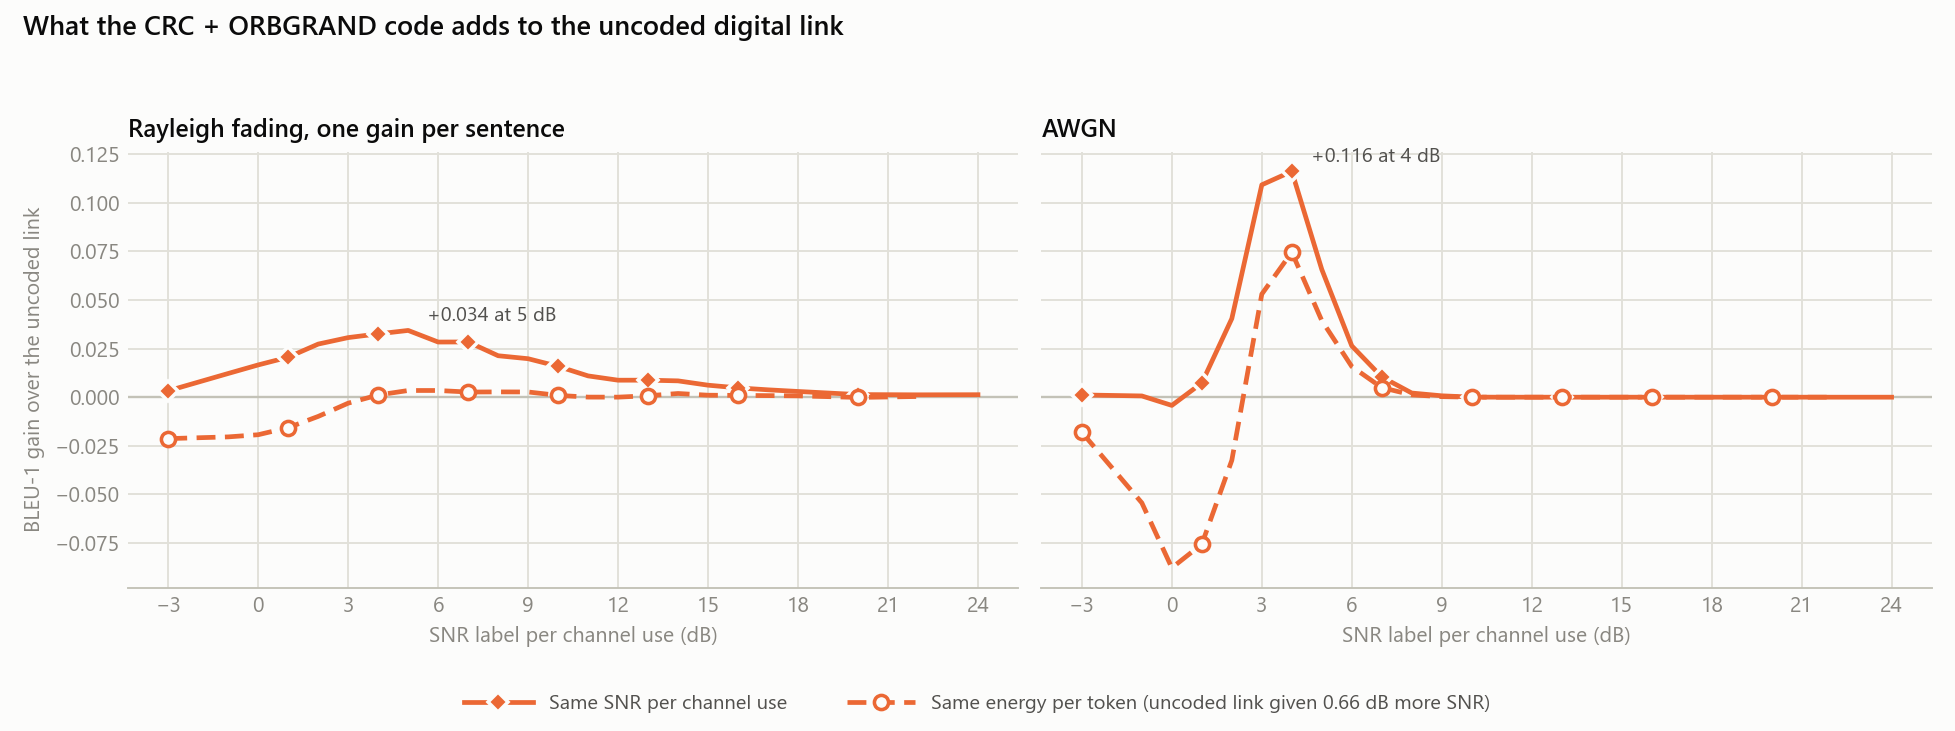 What the CRC + ORBGRAND code adds to the uncoded digital link
Rayleigh fading, one gain per sentence
AWGN
BLEU-1 gain over the uncoded link
0.125
0.100
0.075
0.050
0.025
0.000
−0.025
−0.050
−0.075
+0.034 at 5 dB
+0.116 at 4 dB
−3 0 3 6 9 12 15 18 21 24
−3 0 3 6 9 12 15 18 21 24
SNR label per channel use (dB)
SNR label per channel use (dB)
Same SNR per channel use
Same energy per token (uncoded link given 0.66 dB more SNR)